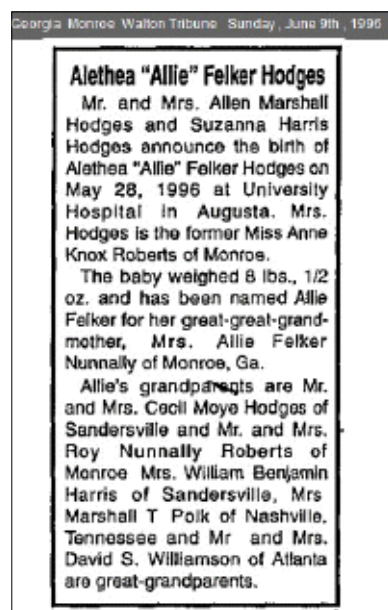 Georgia Monroe Walton Tribune Sunday, June 9th, 1996
Alethea "Allie" Felker Hodges
Mr. and Mrs. Allen Marshall
Hodges and Suzanna Harris
Hodges announce the birth of
Alethea "Allie" Felker Hodges on
May 28, 1996 at University
Hospital in Augusta. Mrs.
Hodges is the former Miss Anne
Knox Roberts of Monroe.
The baby weighed 8 lbs., 1/2
oz. and has been named Allie
Felker for her great-great-grand-
mother, Mrs. Allie Felker
Nunnally of Monroe, Ga.
Allie's grandparents are Mr.
and Mrs. Cecil Moye Hodges of
Sandersville and Mr. and Mrs.
Roy Nunnally Roberts of
Monroe Mrs. William Benjamin
Harris of Sandersville, Mrs
Marshall T Polk of Nashville,
Tennessee and Mr and Mrs.
David S. Williamson of Atlanta
are great-grandparents.